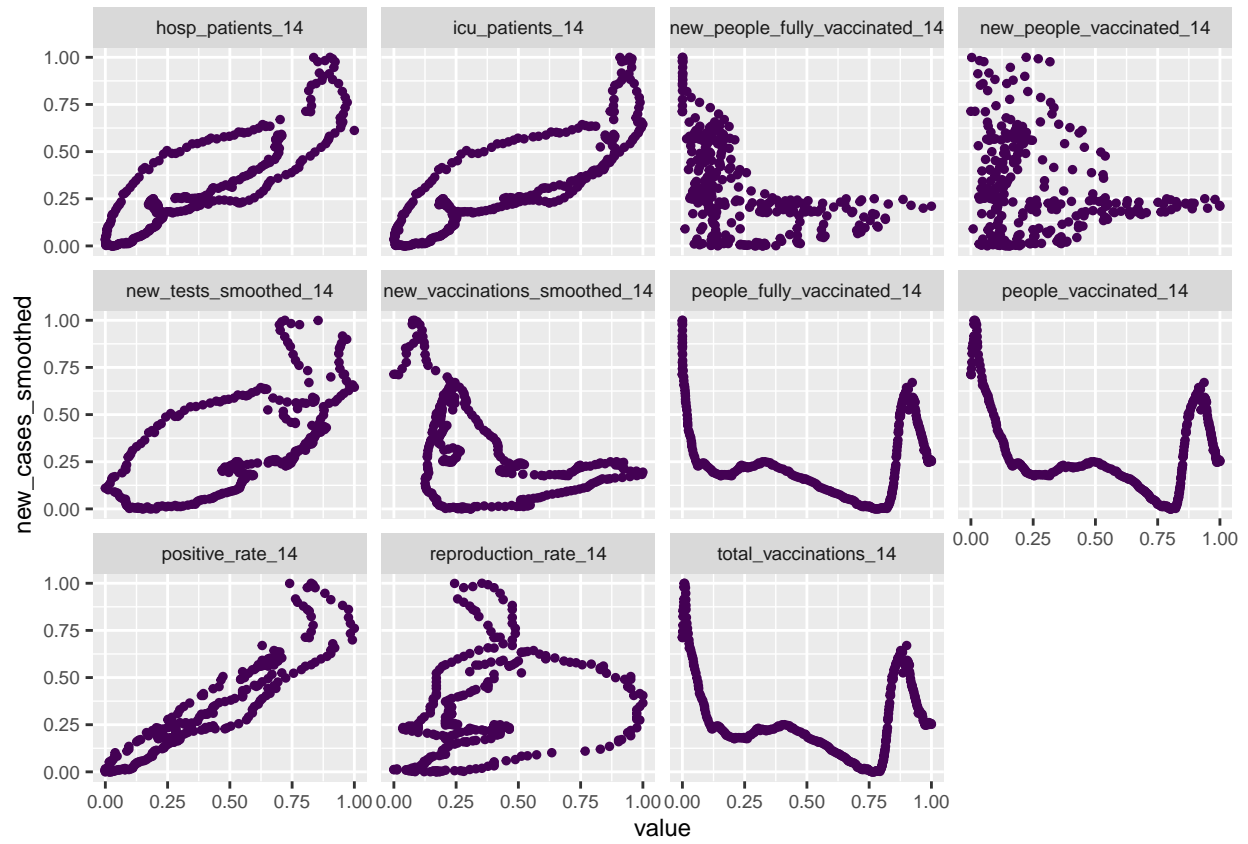 hosp_patients_14
icu_patients_14
new_people_fully_vaccinated_14
new_people_vaccinated_14
1.00
0.75
0.50
0.25
0.00
new_tests_smoothed_14
new_vaccinations_smoothed_14
people_fully_vaccinated_14
people_vaccinated_14
1.00
0.75
0.50
0.25
0.00
0.00 0.25 0.50 0.75 1.00
new_cases_smoothed
positive_rate_14
reproduction_rate_14
total_vaccinations_14
1.00
0.75
0.50
0.25
0.00
0.00 0.25 0.50 0.75 1.00
0.00 0.25 0.50 0.75 1.00
0.00 0.25 0.50 0.75 1.00
value